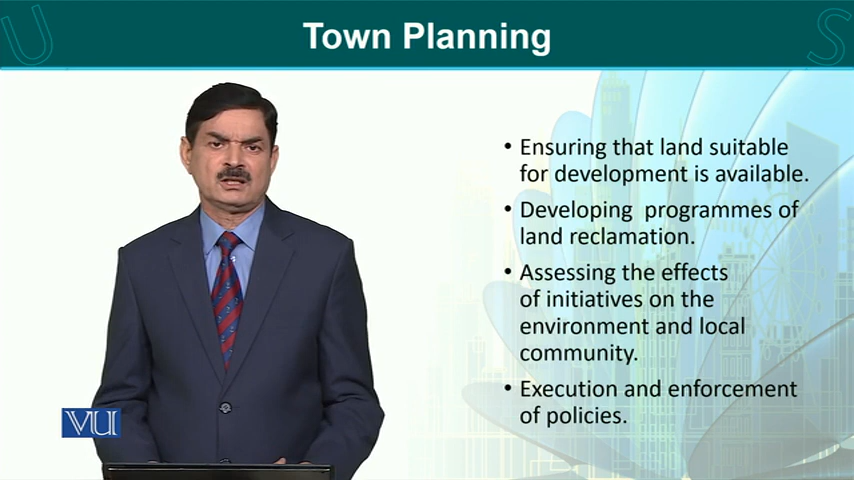 Town Planning
• Ensuring that land suitable
for development is available.
• Developing programmes of
land reclamation.
• Assessing the effects
of initiatives on the
environment and local
community.
• Execution and enforcement
of policies.
VU
U
S